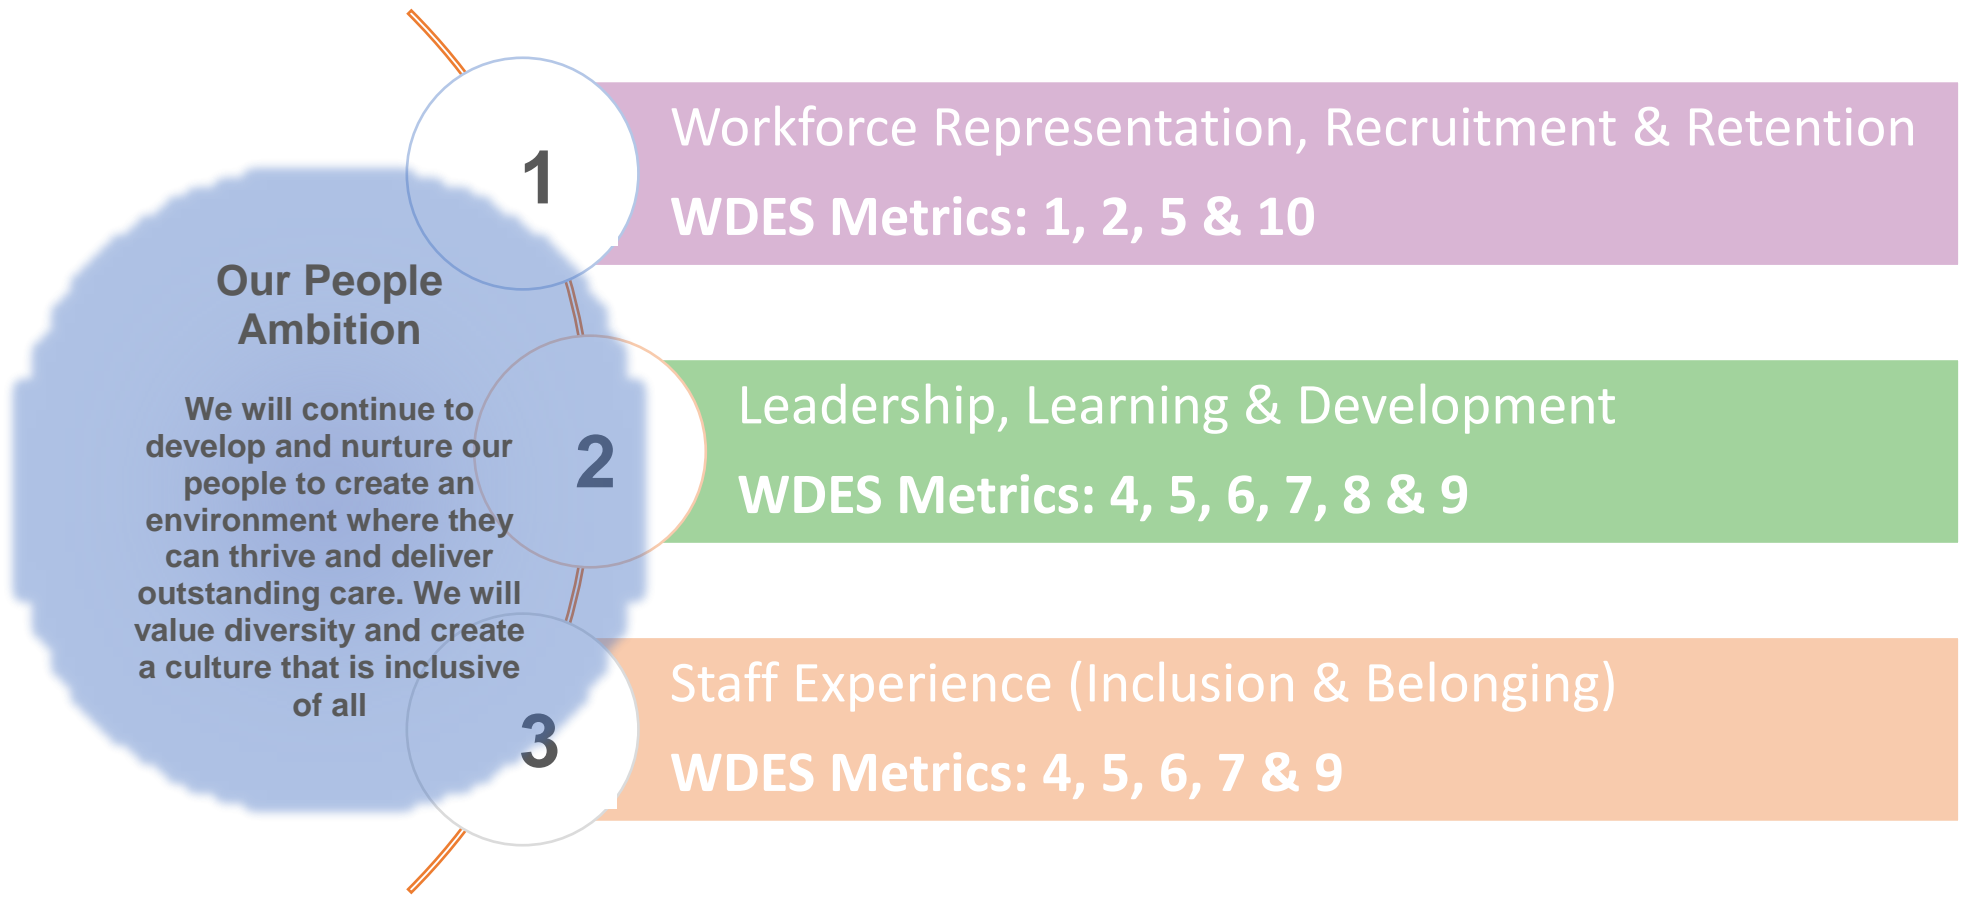 Our People
Ambition
We will continue to
develop and nurture our
people to create an
environment where they
can thrive and deliver
outstanding care. We will
value diversity and create
a culture that is inclusive
of all
1
Workforce Representation, Recruitment & Retention
WDES Metrics: 1, 2, 5 & 10
2
Leadership, Learning & Development
WDES Metrics: 4, 5, 6, 7, 8 & 9
3
Staff Experience (Inclusion & Belonging)
WDES Metrics: 4, 5, 6, 7 & 9